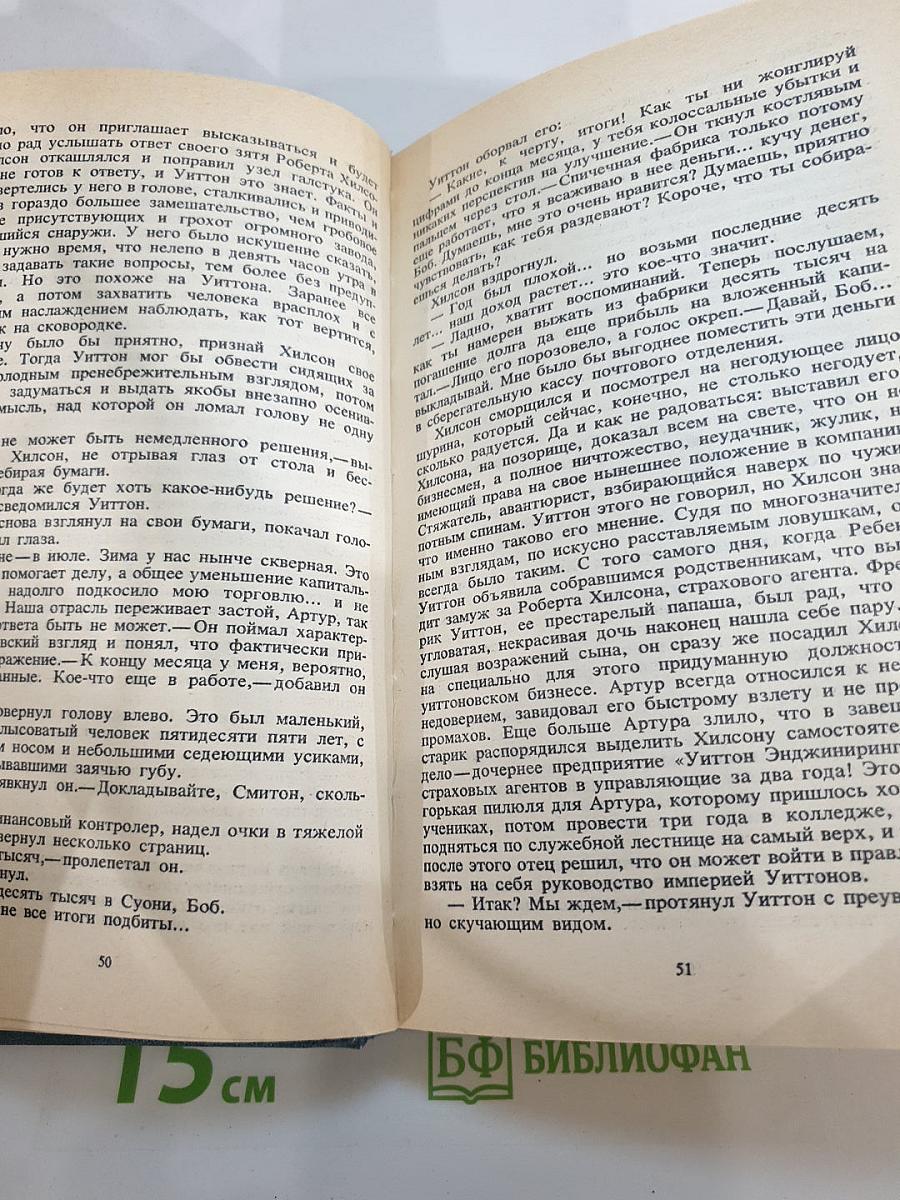 ло, что он приглашает высказываться и будет
но рад услышать ответ своего зятя Роберта Хилсо-
лсон откашлялся и поправил узел галстука. Он
не готов к ответу, и Уиттон это знает. Факты и
вертелись у него в голове, сталкивались и приводи-
в гораздо большее замешательство, чем гробовое
е присутствующих и грохот огромного завода,
шийся снаружи. У него было искушение сказать,
нужно время, что нелепо в девять часов утра в
задавать такие вопросы, тем более без предуп-
. Но это похоже на Уиттона. Заранее все
, а потом захватить человека врасплох и с
м наслаждением наблюдать, как тот вертится,
к на сковородке.
ну было бы приятно, признай Хилсон свое
е. Тогда Уиттон мог бы обвести сидящих за
олодным пренебрежительным взглядом, потом
задуматься и выдать якобы внезапно осенив-
мысль, над которой он ломал голову не одну
не может быть немедленного решения,—вы-
Хилсон, не отрывая глаз от стола и бес-
ебирая бумаги.
огда же будет хоть какое-нибудь решение?—
сведомился Уиттон.
снова взглянул на свои бумаги, покачал голо-
ял глаза.
не—в июле. Зима у нас нынче скверная. Это
помогает делу, а общее уменьшение капитал-
надолго подкосило мою торговлю... и не
Наша отрасль переживает застой, Артур, так
ответа быть не может.—Он поймал характер-
овский взгляд и понял, что фактически при-
ражение.—К концу месяца у меня, вероятно,
анные. Кое-что еще в работе,—добавил он
овернул голову влево. Это был маленький,
лысоватый человек пятидесяти пяти лет, с
м носом и небольшими седеющими усиками,
ывавшими заячью губу.
явкнул он.—Докладывайте, Смитон, сколь-
инансовый контролер, надел очки в тяжелой
вернул несколько страниц.
тысяч,—пролепетал он.
нул.
десять тысяч в Суони, Боб.
не все итоги подбиты...
50
Уиттон оборвал его:
— Какие, к черту, итоги! Как ты ни жонглируй
цифрами до конца месяца, у тебя колоссальные убытки и
никаких перспектив на улучшение.—Он ткнул костлявым
пальцем через стол.—Спичечная фабрика только потому
еще работает, что я всаживаю в нее деньги... кучу денег,
Боб. Думаешь, мне это очень нравится? Думаешь, приятно
чувствовать, как тебя раздевают? Короче, что ты собира-
ешься делать?
Хилсон вздрогнул.
— Год был плохой... но возьми последние десять
лет... наш доход растет... это кое-что значит.
— Ладно, хватит воспоминаний. Теперь послушаем,
как ты намерен выжать из фабрики десять тысяч на
погашение долга да еще прибыль на вложенный капи-
тал.—Лицо его порозовело, а голос окреп.—Давай, Боб...
выкладывай. Мне было бы выгоднее поместить эти деньги
в сберегательную кассу почтового отделения.
Хилсон сморщился и посмотрел на негодующее лицо
шурина, который сейчас, конечно, не столько негодует,
сколько радуется. Да и как не радоваться: выставил его,
Хилсона, на позорище, доказал всем на свете, что он не
бизнесмен, а полное ничтожество, неудачник, жулик, н
имеющий права на свое нынешнее положение в компани
Стяжатель, авантюрист, взбирающийся наверх по чужи
потным спинам. Уиттон этого не говорил, но Хилсон зна
что именно таково его мнение. Судя по многозначител
ным взглядам, по искусно расставляемым ловушкам, о
всегда было таким. С того самого дня, когда Ребек
Уиттон объявила собравшимся родственникам, что вы
дит замуж за Роберта Хилсона, страхового агента. Фре
рик Уиттон, ее престарелый папаша, был рад, что
угловатая, некрасивая дочь наконец нашла себе пару.
слушая возражений сына, он сразу же посадил Хилс
на специально для этого придуманную должност
уиттоновском бизнесе. Артур всегда относился к не
недоверием, завидовал его быстрому взлету и не пр
промахов. Еще больше Артура злило, что в завещ
старик распорядился выделить Хилсону самостояте
дело—дочернее предприятие «Уиттон Энджиниринг
страховых агентов в управляющие за два года! Это
горькая пилюля для Артура, которому пришлось хо
учениках, потом провести три года в колледже,
подняться по служебной лестнице на самый верх, и
после этого отец решил, что он может войти в правл
взять на себя руководство империей Уиттонов.
— Итак? Мы ждем,—протянул Уиттон с преув
но скучающим видом.
51
15 см
БФ БИБЛИОФАН